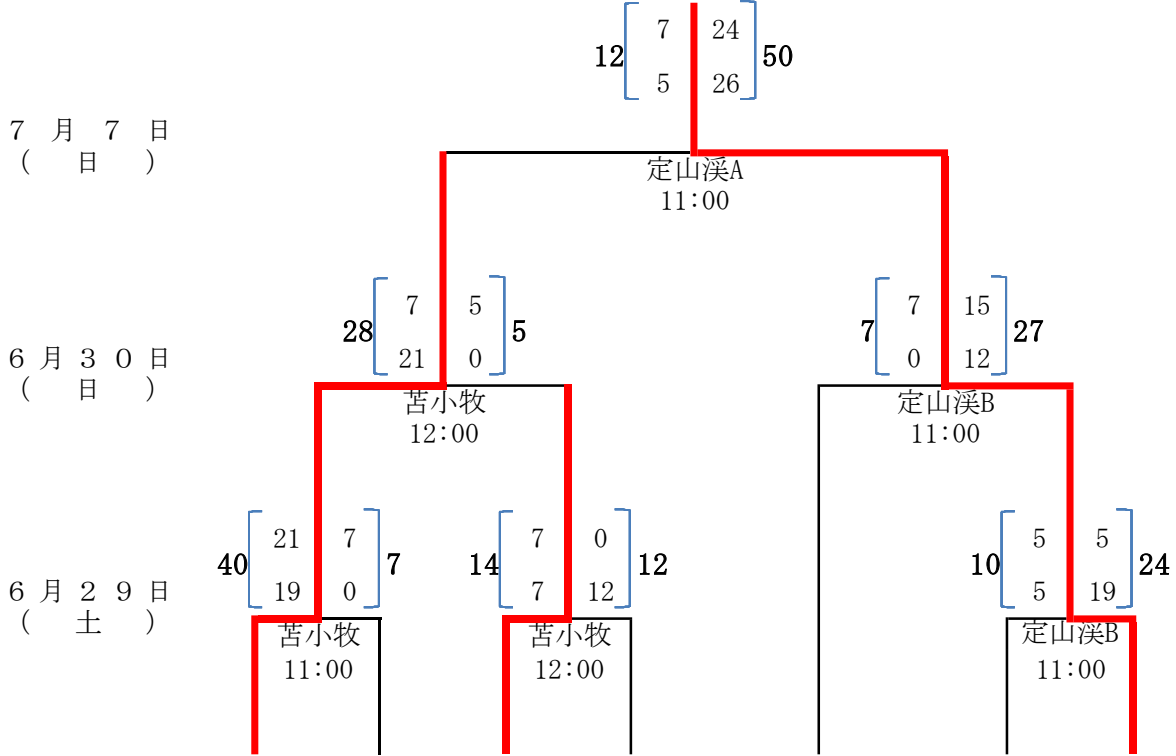 7 24
12 50
5 26
７月７日
（日）
定山渓A
11:00
7 5 7 15
28 5 7 27
21 0 0 12
６月３０日
（日）
苫小牧 定山渓B
12:00 11:00
21 7 7 0 5 5
40 7 14 12 10 24
19 0 7 12 5 19
６月２９日
（土）
苫小牧 苫小牧 定山渓B
11:00 12:00 11:00